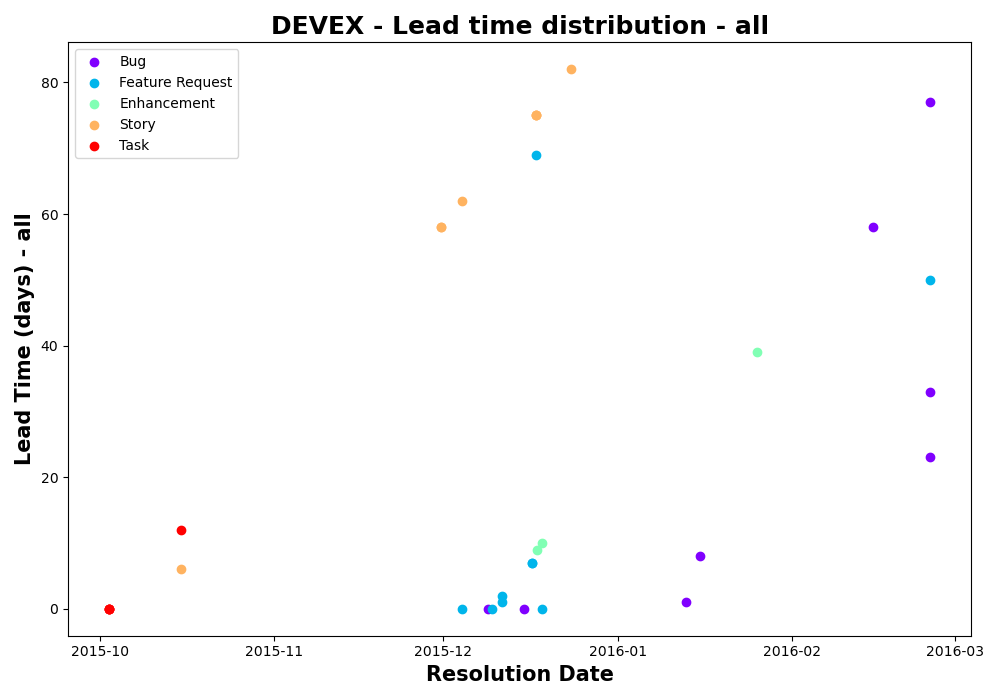 DEVEX - Lead time distribution - all
Bug
Feature Request
Enhancement
Story
Task
Lead Time (days) - all
80
60
40
20
0
2015-10
2015-11
2015-12
2016-01
2016-02
2016-03
Resolution Date